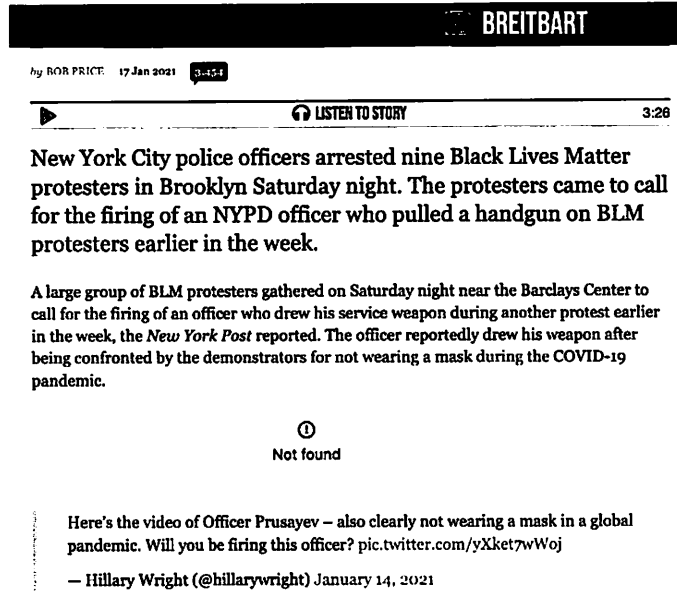 BREITBART
by BOB PRICE 17 Jan 2021 3,454
LISTEN TO STORY 3:26
New York City police officers arrested nine Black Lives Matter
protesters in Brooklyn Saturday night. The protesters came to call
for the firing of an NYPD officer who pulled a handgun on BLM
protesters earlier in the week.
A large group of BLM protesters gathered on Saturday night near the Barclays Center to
call for the firing of an officer who drew his service weapon during another protest earlier
in the week, the New York Post reported. The officer reportedly drew his weapon after
being confronted by the demonstrators for not wearing a mask during the COVID-19
pandemic.
Not found
Here's the video of Officer Prusayev – also clearly not wearing a mask in a global
pandemic. Will you be firing this officer? pic.twitter.com/yXket7wWoj
— Hillary Wright (@hillarywright) January 14, 2021